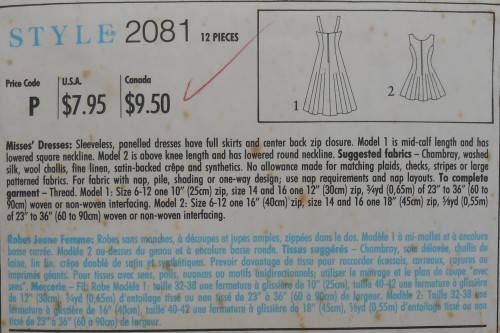 STYLE 2081 12 PIECES
Price Code
P
U.S.A.
$7.95
Canada
$9.50
1
2
Misses' Dresses: Sleeveless, panelled dresses have full skirts and center back zip closure. Model 1 is mid-calf length and has
lowered square neckline. Model 2 is above knee length and has lowered round neckline. Suggested fabrics – Chambray, washed
silk, wool challis, fine linen, satin-backed crêpe and synthetics. No allowance made for matching plaids, checks, stripes or large
patterned fabrics. For fabric with nap, pile, shading or one-way design; use nap requirements and nap layouts. To complete
garment – Thread. Model 1: Size 6-12 one 10" (25cm) zip, size 14 and 16 one 12" (30cm) zip, ¾yd (0,65m) of 23" to 36" (60 to
90cm) woven or non-woven interfacing. Model 2: Size 6-12 one 16" (40cm) zip, size 14 and 16 one 18" (45cm) zip, (0,55m)
of 23" to 36" (60 to 90cm) woven or non-woven interfacing.
Robes Jeune Femme: Robes sans manches, à découpes et jupes amples, zippées dans le dos. Modèle 1 à mi-mollet et à encolure
basse carrée. Modèle 2 au-dessus du genou et à encolure basse ronde. Tissus suggérés – Chambray, soie délavée, challis de
laine, lin fin, crêpe doublé de satin et synthétiques. Prévoir davantage de tissu pour raccorder écossais, carreaux, rayures ou
imprimés géants. Pour tissus avec sens, poils, nuances ou motifs unidirectionnels; utiliser le métrage et le plan de coupe "avec
sens". Mercerie – Fil; Robe Modèle 1: taille 32-38 une fermeture à glissière de 10" (25cm), taille 40-42 une fermeture à glissière
de 12" (30cm), ¾yd (0,65m) d'entoilage tissé ou non tissé de 23" à 36" (60 à 90cm) de largeur. Modèle 2: Taille 32-38 une
fermeture à glissière de 16" (40cm), taille 40-42 une fermeture à glissière de 18" (45cm), (0,55m) d'entoilage tissé ou non
tissé de 23" à 36" (60 à 90cm) de largeur.